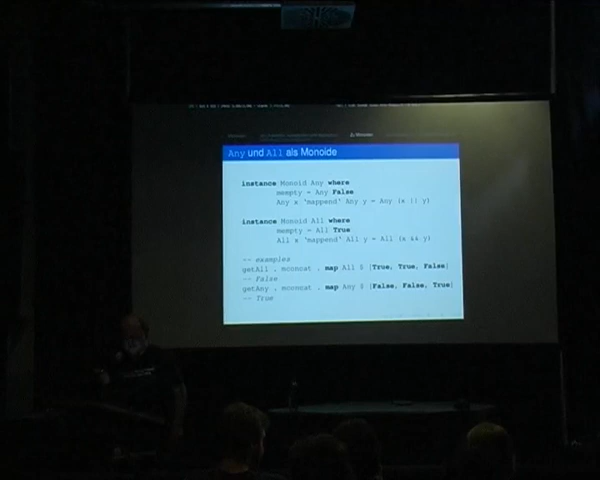 Any und All als Monoide
instance Monoid Any where
mempty = Any False
Any x 'mappend' Any y = Any (x || y)
instance Monoid All where
mempty = All True
All x 'mappend' All y = All (x && y)
-- examples
getAll . mconcat . map All $ [True, True, False]
-- False
getAny . mconcat . map Any $ [False, False, True]
-- True